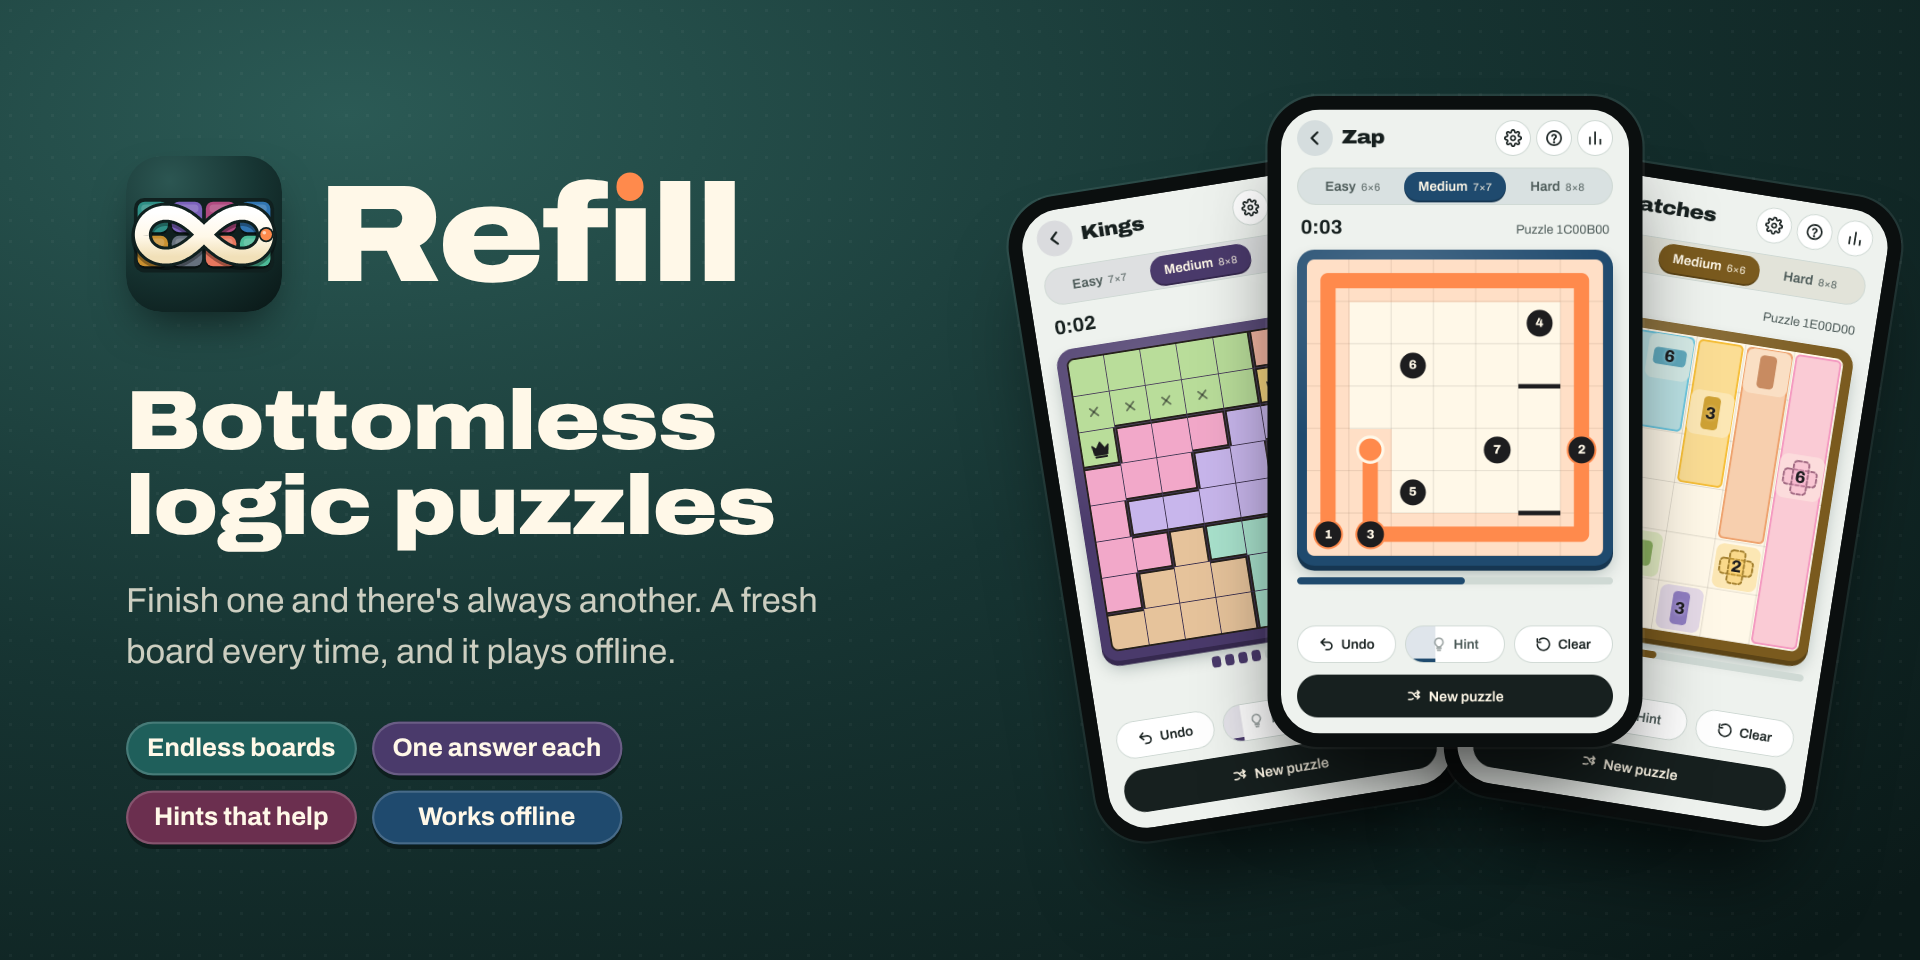 Refill
Bottomless
logic puzzles
Finish one and there's always another. A fresh
board every time, and it plays offline.
Endless boards
One answer each
Hints that help
Works offline
Kings
Easy 7×7
Medium 8×8
0:02
Undo
New puzzle
Zap
Easy 6×6
Medium 7×7
Hard 8×8
0:03
Puzzle 1C00B00
4
6
7
2
5
1
3
Undo
Hint
Clear
New puzzle
atches
Medium 6×6
Hard 8×8
Puzzle 1E00D00
6
3
6
2
3
Hint
Clear
New puzzle